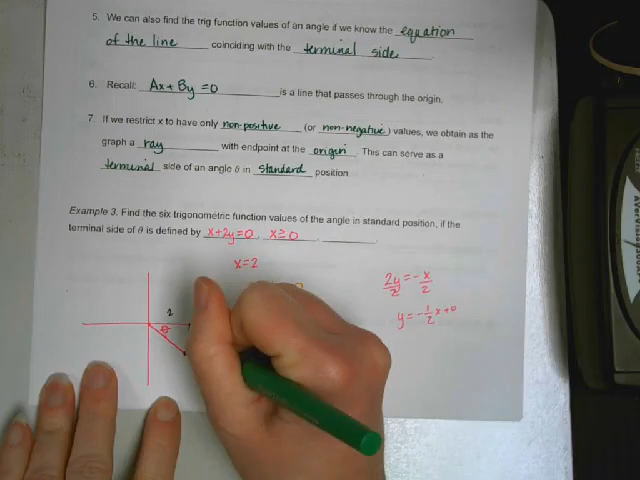 5. We can also find the trig function values of an angle if we know the equation
of the line coinciding with the terminal side.
6. Recall: Ax+By=0 is a line that passes through the origin.
7. If we restrict x to have only non-positive (or non-negative) values, we obtain as the
graph a ray with endpoint at the origin. This can serve as a
terminal side of an angle θ in standard position
Example 3. Find the six trigonometric function values of the angle in standard position, if the
terminal side of θ is defined by x+2y=0, x≥0,
x=2
2y/2=-x/2
y=-1/2x+0
2
θ